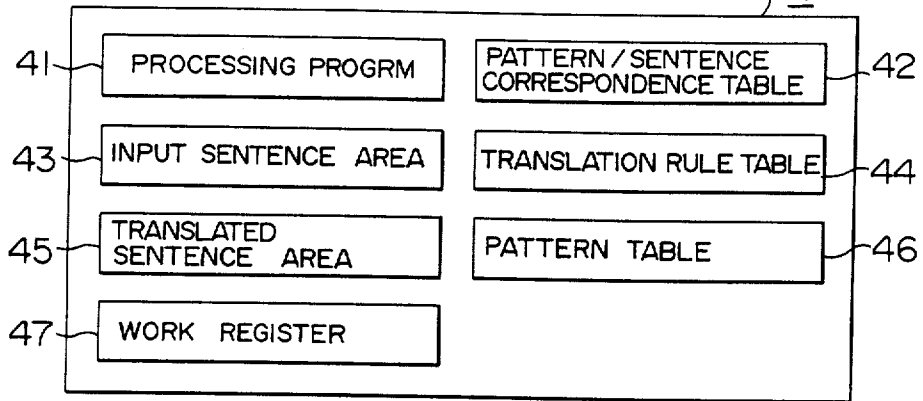 41 PROCESSING PROGRM
PATTERN / SENTENCE
CORRESPONDENCE TABLE 42
43 INPUT SENTENCE AREA
TRANSLATION RULE TABLE 44
45 TRANSLATED
SENTENCE AREA
PATTERN TABLE 46
47 WORK REGISTER